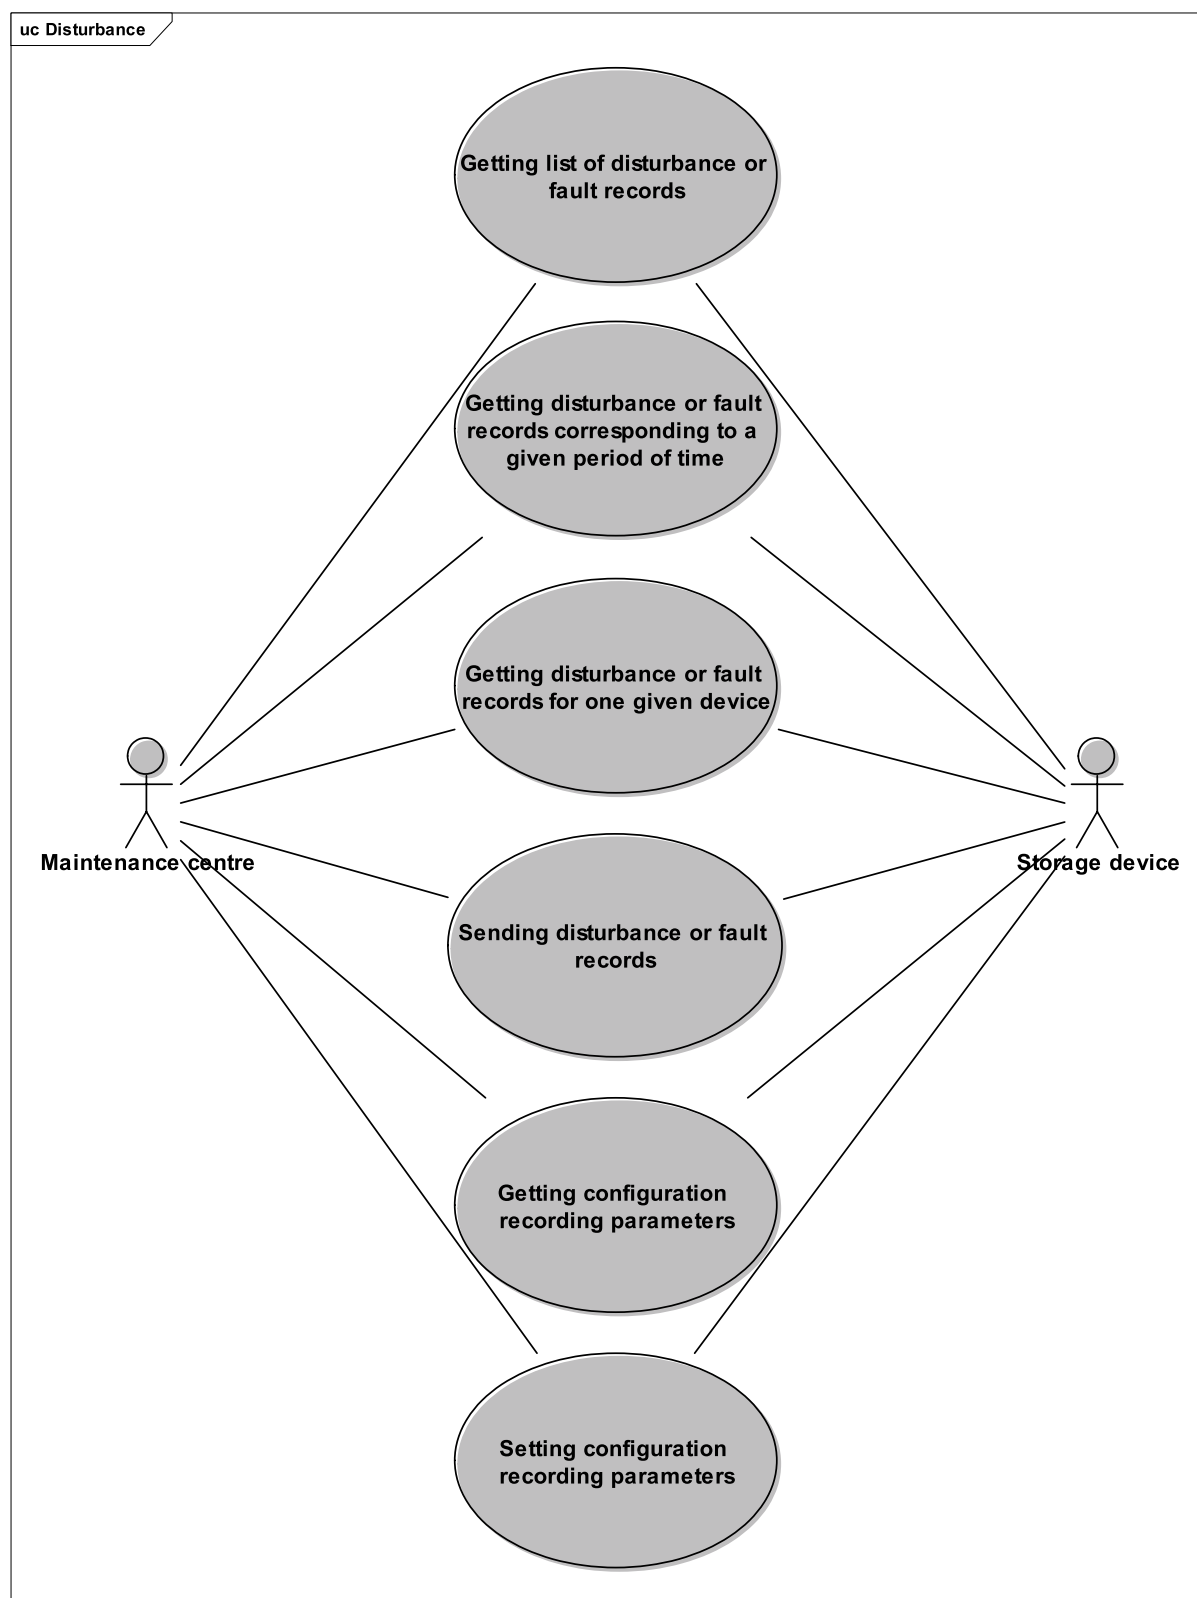 uc Disturbance
Getting list of disturbance or
fault records
Getting disturbance or fault
records corresponding to a
given period of time
Getting disturbance or fault
records for one given device
Maintenance centre
Storage device
Sending disturbance or fault
records
Getting configuration
recording parameters
Setting configuration
recording parameters